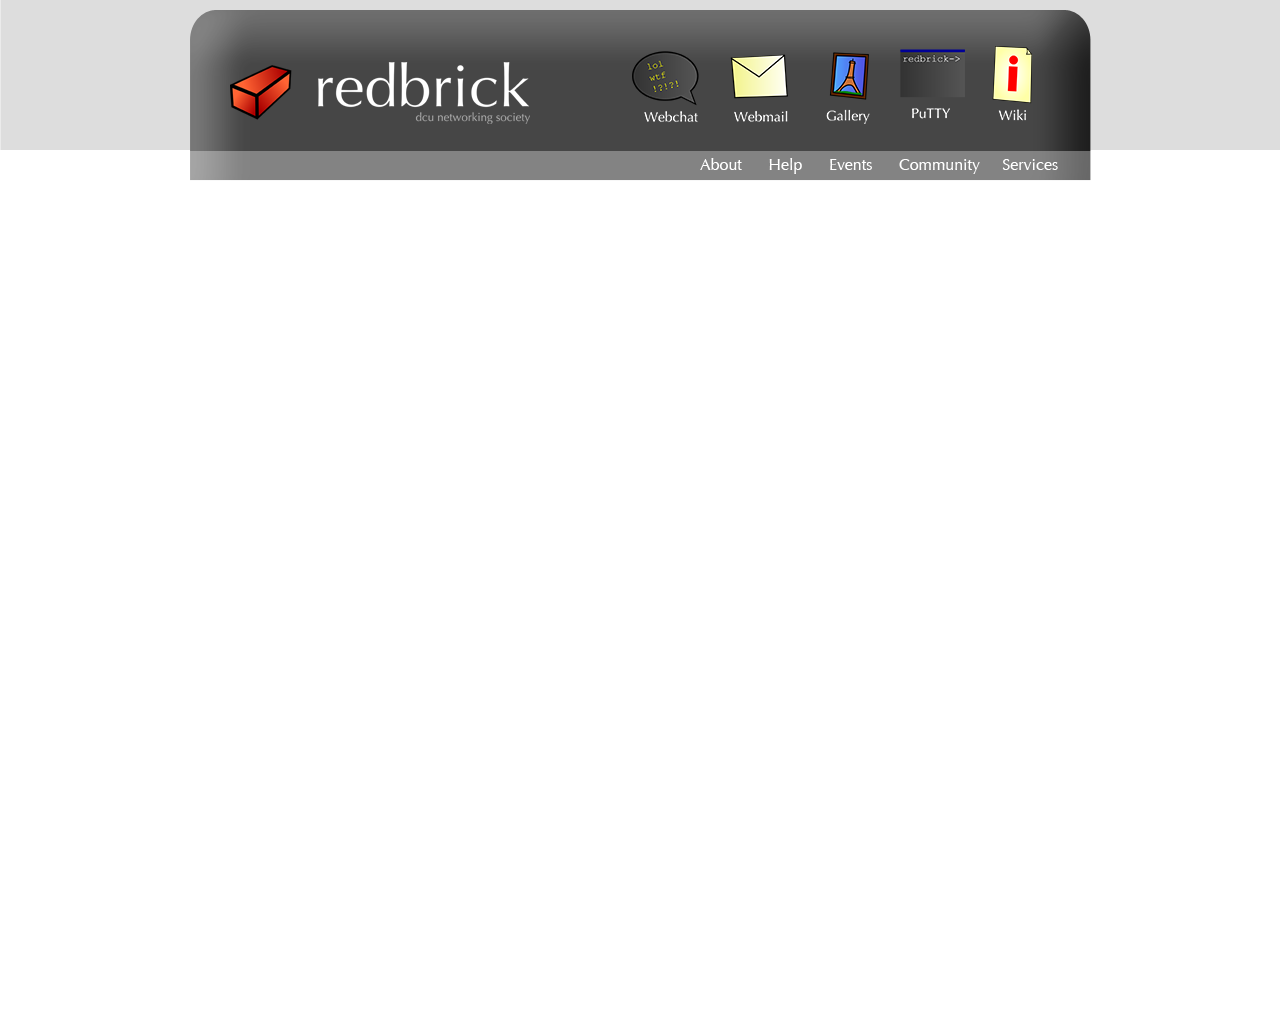 redbrick
dcu networking society
lol
wtf
!?!?!
redbrick->
i
Webchat Webmail Gallery PuTTY Wiki
About Help Events Community Services